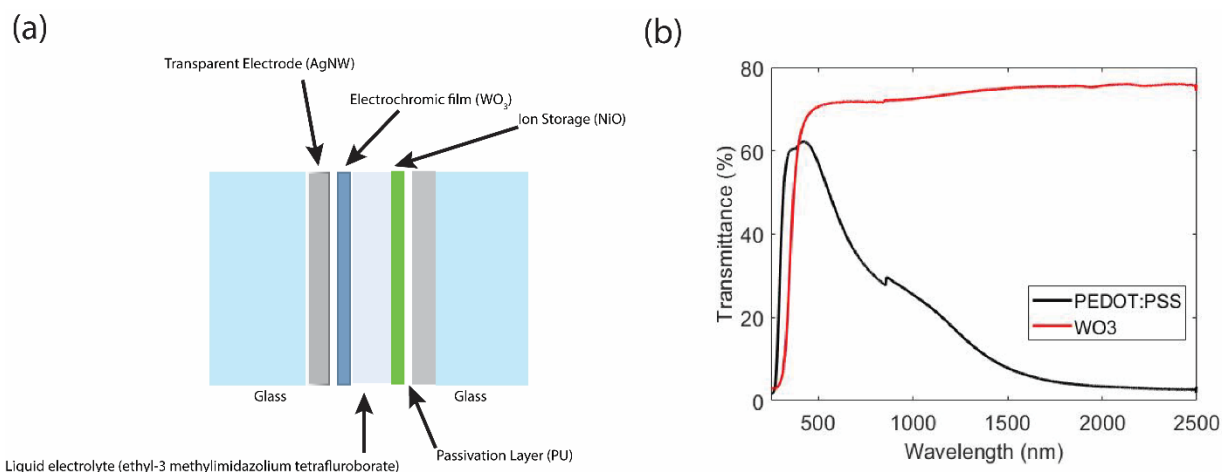 (a)
Transparent Electrode (AgNW)
Electrochromic film (WO3)
Ion Storage (NiO)
Glass
Glass
Passivation Layer (PU)
Liquid electrolyte (ethyl-3 methylimidazolium tetrafluroborate)
(b)
80
60
40
20
0
Transmittance (%)
PEDOT:PSS
WO3
500 1000 1500 2000 2500
Wavelength (nm)